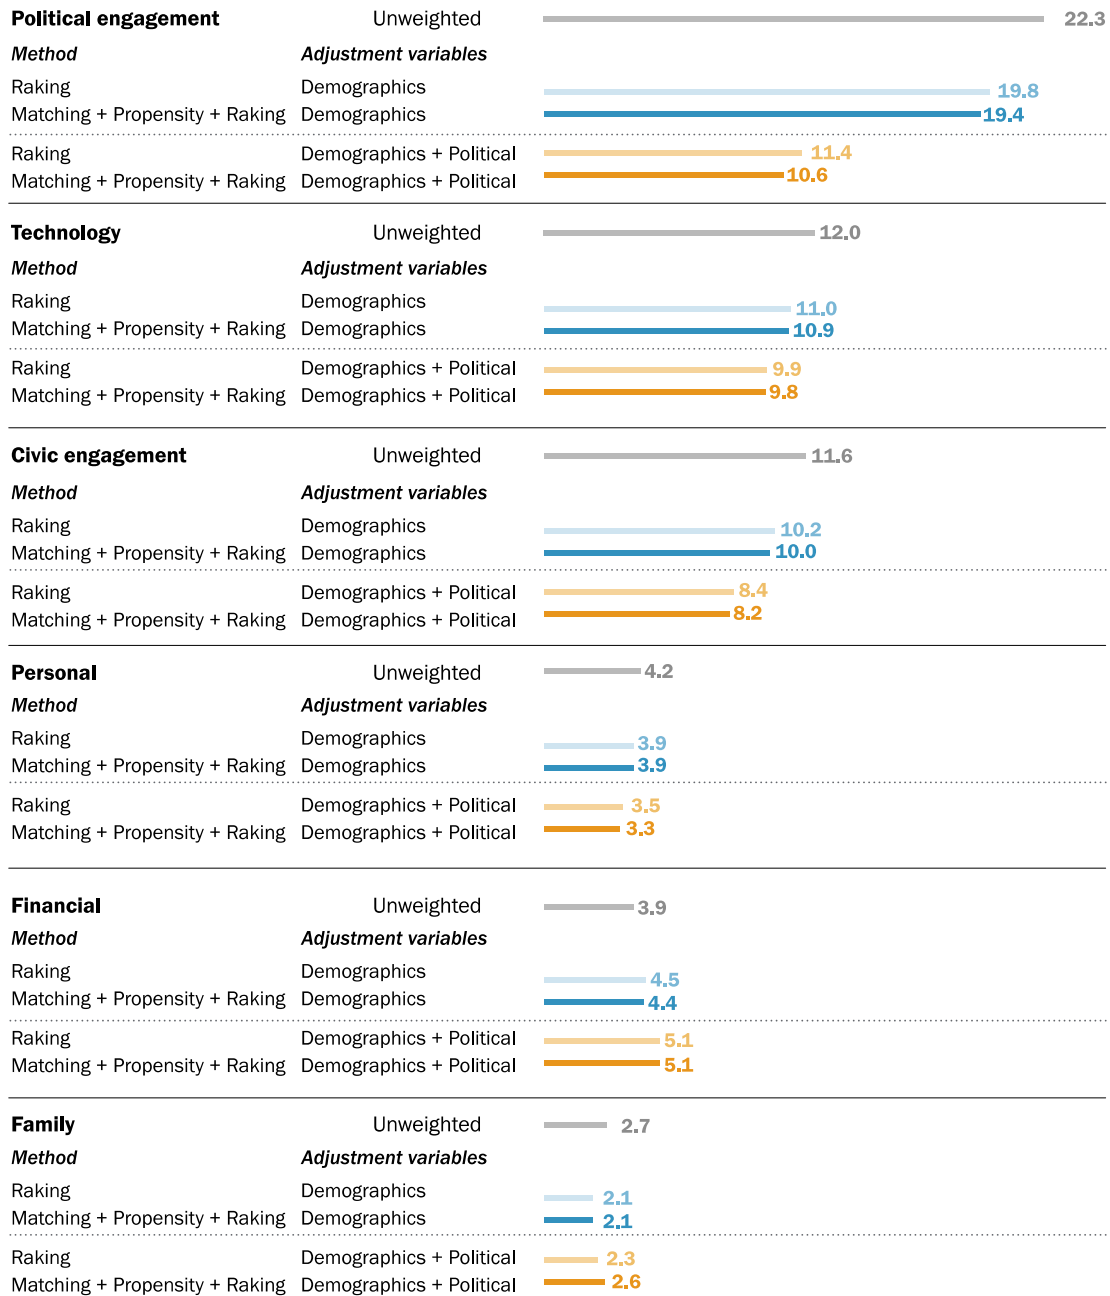 Political engagement Unweighted 22.3
Method Adjustment variables
Raking Demographics 19.8
Matching + Propensity + Raking Demographics 19.4
Raking Demographics + Political 11.4
Matching + Propensity + Raking Demographics + Political 10.6
Technology Unweighted 12.0
Method Adjustment variables
Raking Demographics 11.0
Matching + Propensity + Raking Demographics 10.9
Raking Demographics + Political 9.9
Matching + Propensity + Raking Demographics + Political 9.8
Civic engagement Unweighted 11.6
Method Adjustment variables
Raking Demographics 10.2
Matching + Propensity + Raking Demographics 10.0
Raking Demographics + Political 8.4
Matching + Propensity + Raking Demographics + Political 8.2
Personal Unweighted 4.2
Method Adjustment variables
Raking Demographics 3.9
Matching + Propensity + Raking Demographics 3.9
Raking Demographics + Political 3.5
Matching + Propensity + Raking Demographics + Political 3.3
Financial Unweighted 3.9
Method Adjustment variables
Raking Demographics 4.5
Matching + Propensity + Raking Demographics 4.4
Raking Demographics + Political 5.1
Matching + Propensity + Raking Demographics + Political 5.1
Family Unweighted 2.7
Method Adjustment variables
Raking Demographics 2.1
Matching + Propensity + Raking Demographics 2.1
Raking Demographics + Political 2.3
Matching + Propensity + Raking Demographics + Political 2.6